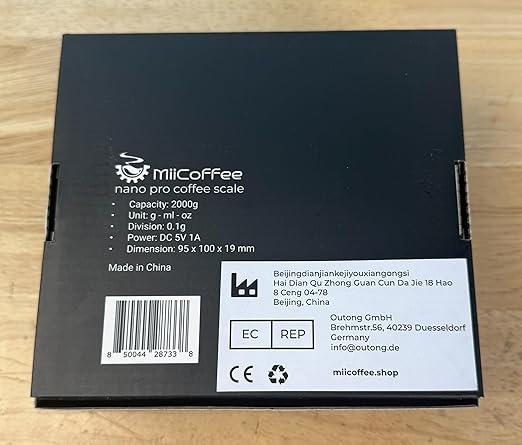 MiiCoffee
nano pro coffee scale
• Capacity: 2000g
• Unit: g - ml - oz
• Division: 0.1g
• Power: DC 5V 1A
• Dimension: 95 x 100 x 19 mm
Made in China
8 50044 28733 8
Beijingdianjiankejiyouxiangongsi
Hai Dian Qu Zhong Guan Cun Da Jie 18 Hao
8 Ceng 04-78
Beijing, China
EC REP
Outong GmbH
Brehmstr.56, 40239 Duesseldorf
Germany
info@outong.de
CE
miicoffee.shop